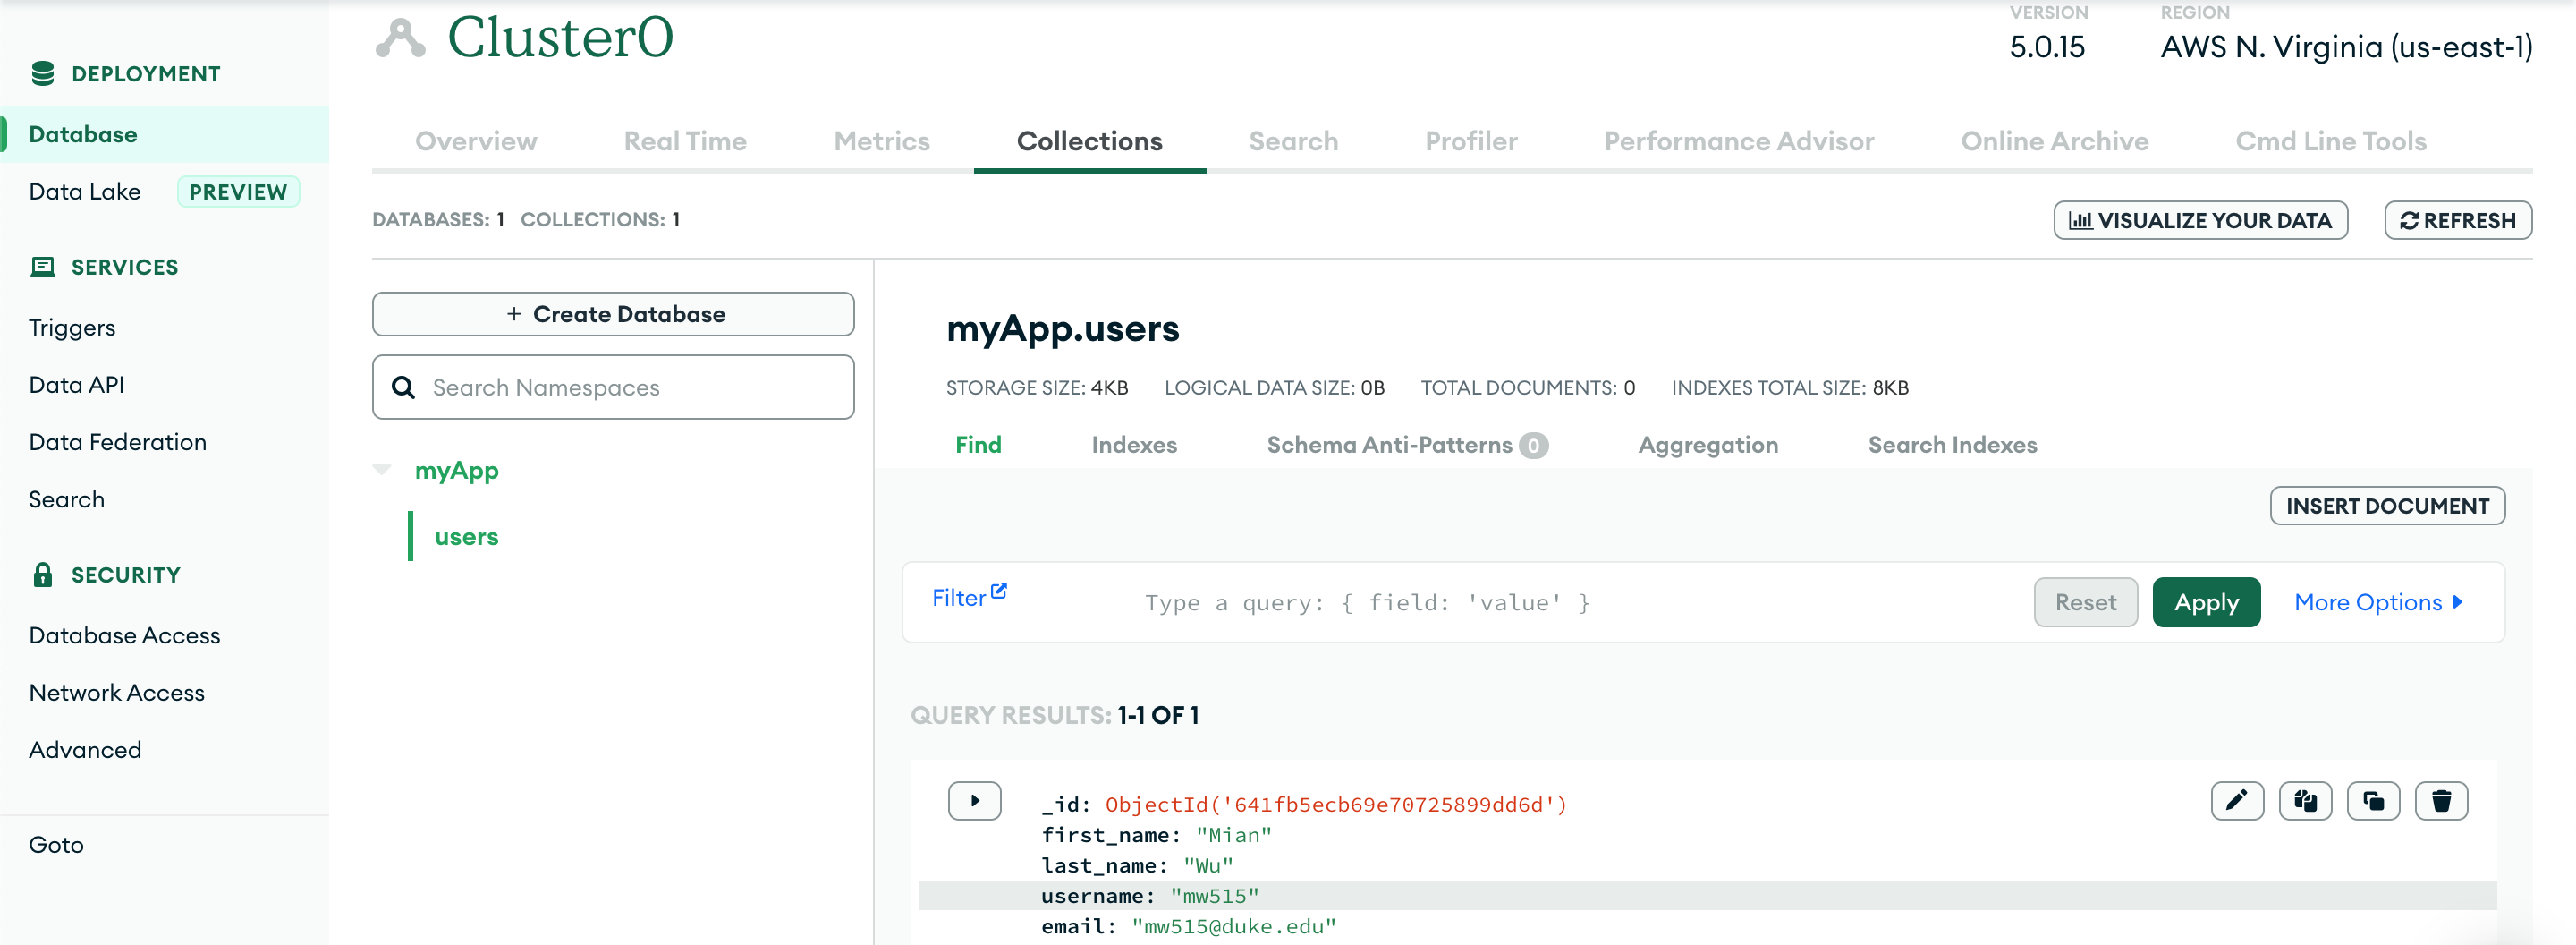 DEPLOYMENT
Database
Data Lake PREVIEW
SERVICES
Triggers
Data API
Data Federation
Search
SECURITY
Database Access
Network Access
Advanced
Goto
Cluster0
VERSION
5.0.15
REGION
AWS N. Virginia (us-east-1)
Overview Real Time Metrics Collections Search Profiler Performance Advisor Online Archive Cmd Line Tools
DATABASES: 1 COLLECTIONS: 1
VISUALIZE YOUR DATA REFRESH
+ Create Database
Search Namespaces
myApp
users
myApp.users
STORAGE SIZE: 4KB LOGICAL DATA SIZE: 0B TOTAL DOCUMENTS: 0 INDEXES TOTAL SIZE: 8KB
Find Indexes Schema Anti-Patterns 0 Aggregation Search Indexes
INSERT DOCUMENT
Filter Type a query: { field: 'value' } Reset Apply More Options
QUERY RESULTS: 1-1 OF 1
_id: ObjectId('641fb5ecb69e70725899dd6d')
first_name: "Mian"
last_name: "Wu"
username: "mw515"
email: "mw515@duke.edu"